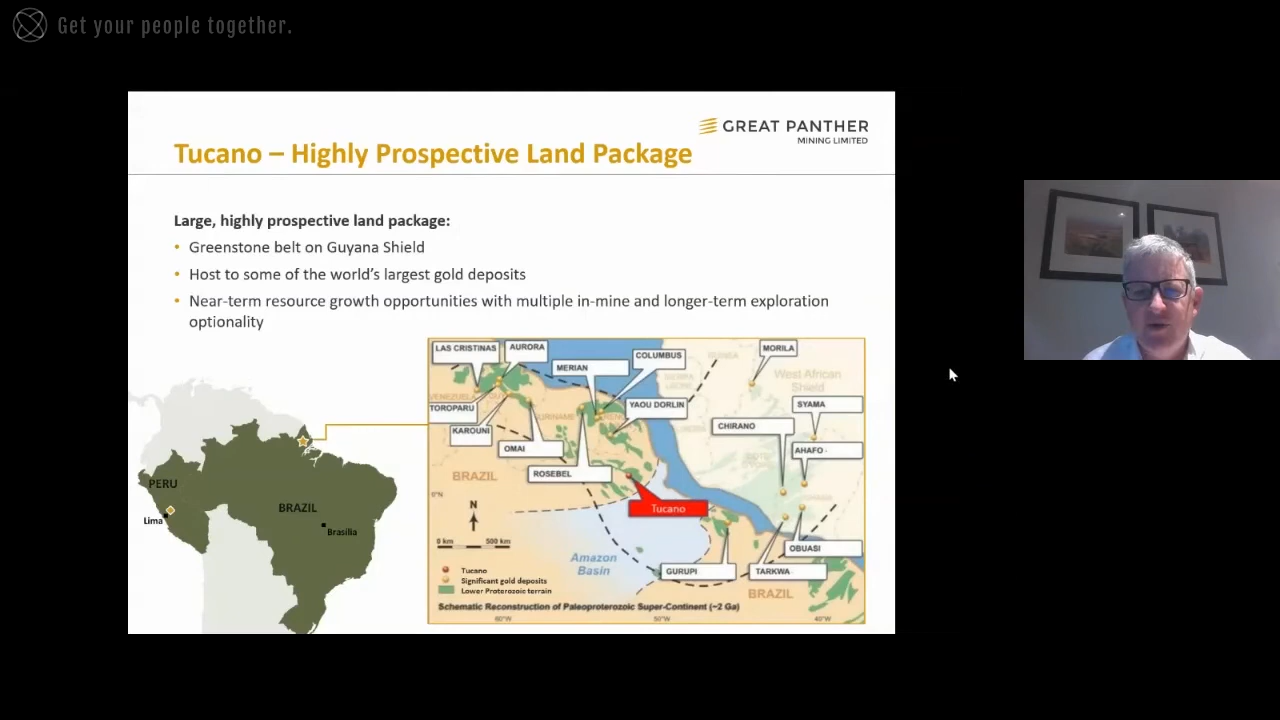 Get your people together.
GREAT PANTHER
MINING LIMITED
Tucano – Highly Prospective Land Package
Large, highly prospective land package:
• Greenstone belt on Guyana Shield
• Host to some of the world's largest gold deposits
• Near-term resource growth opportunities with multiple in-mine and longer-term exploration
optionality
PERU
Lima
BRAZIL
Brasilia
LAS CRISTINAS
AURORA
MERIAN
COLUMBUS
MORILA
West African
Shield
TOROPARU
YAOU DORLIN
SYAMA
KAROUNI
CHIRANO
OMAI
AHAFO
ROSEBEL
BRAZIL
Tucano
0°N
N
0 km 500 km
OBUASI
Amazon
Basin
GURUPI
TARKWA
BRAZIL
Tucano
Significant gold deposits
Lower Proterozoic terrain
Schematic Reconstruction of Paleoproterozoic Super-Continent (~2 Ga)
60°W
50°W
40°W